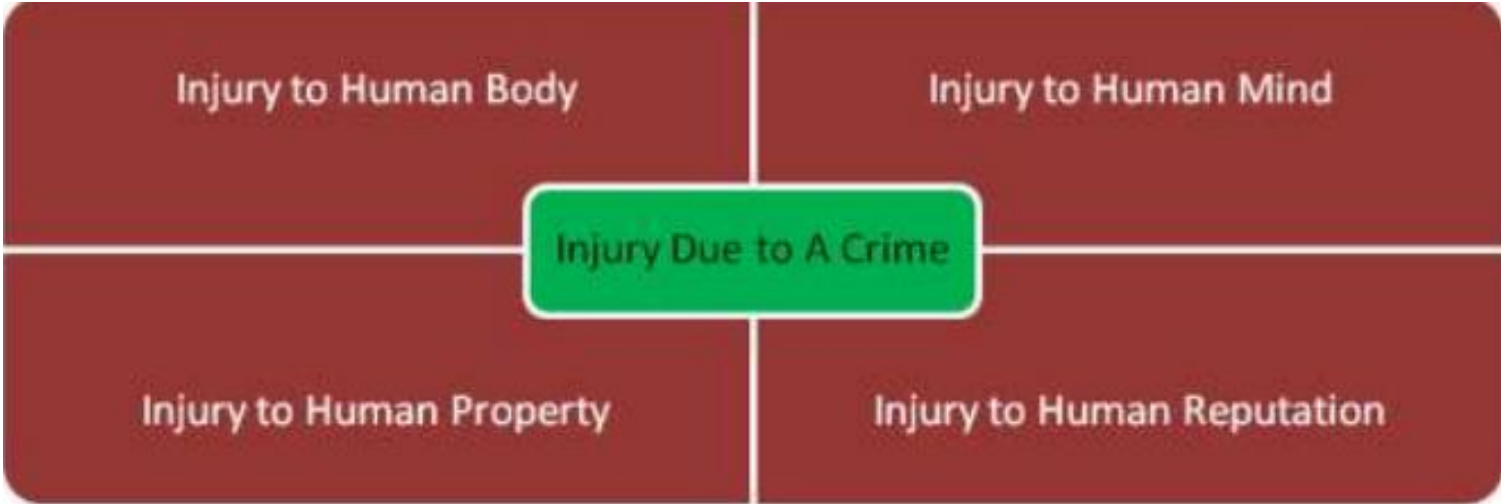 Injury to Human Body
Injury to Human Mind
Injury Due to A Crime
Injury to Human Property
Injury to Human Reputation